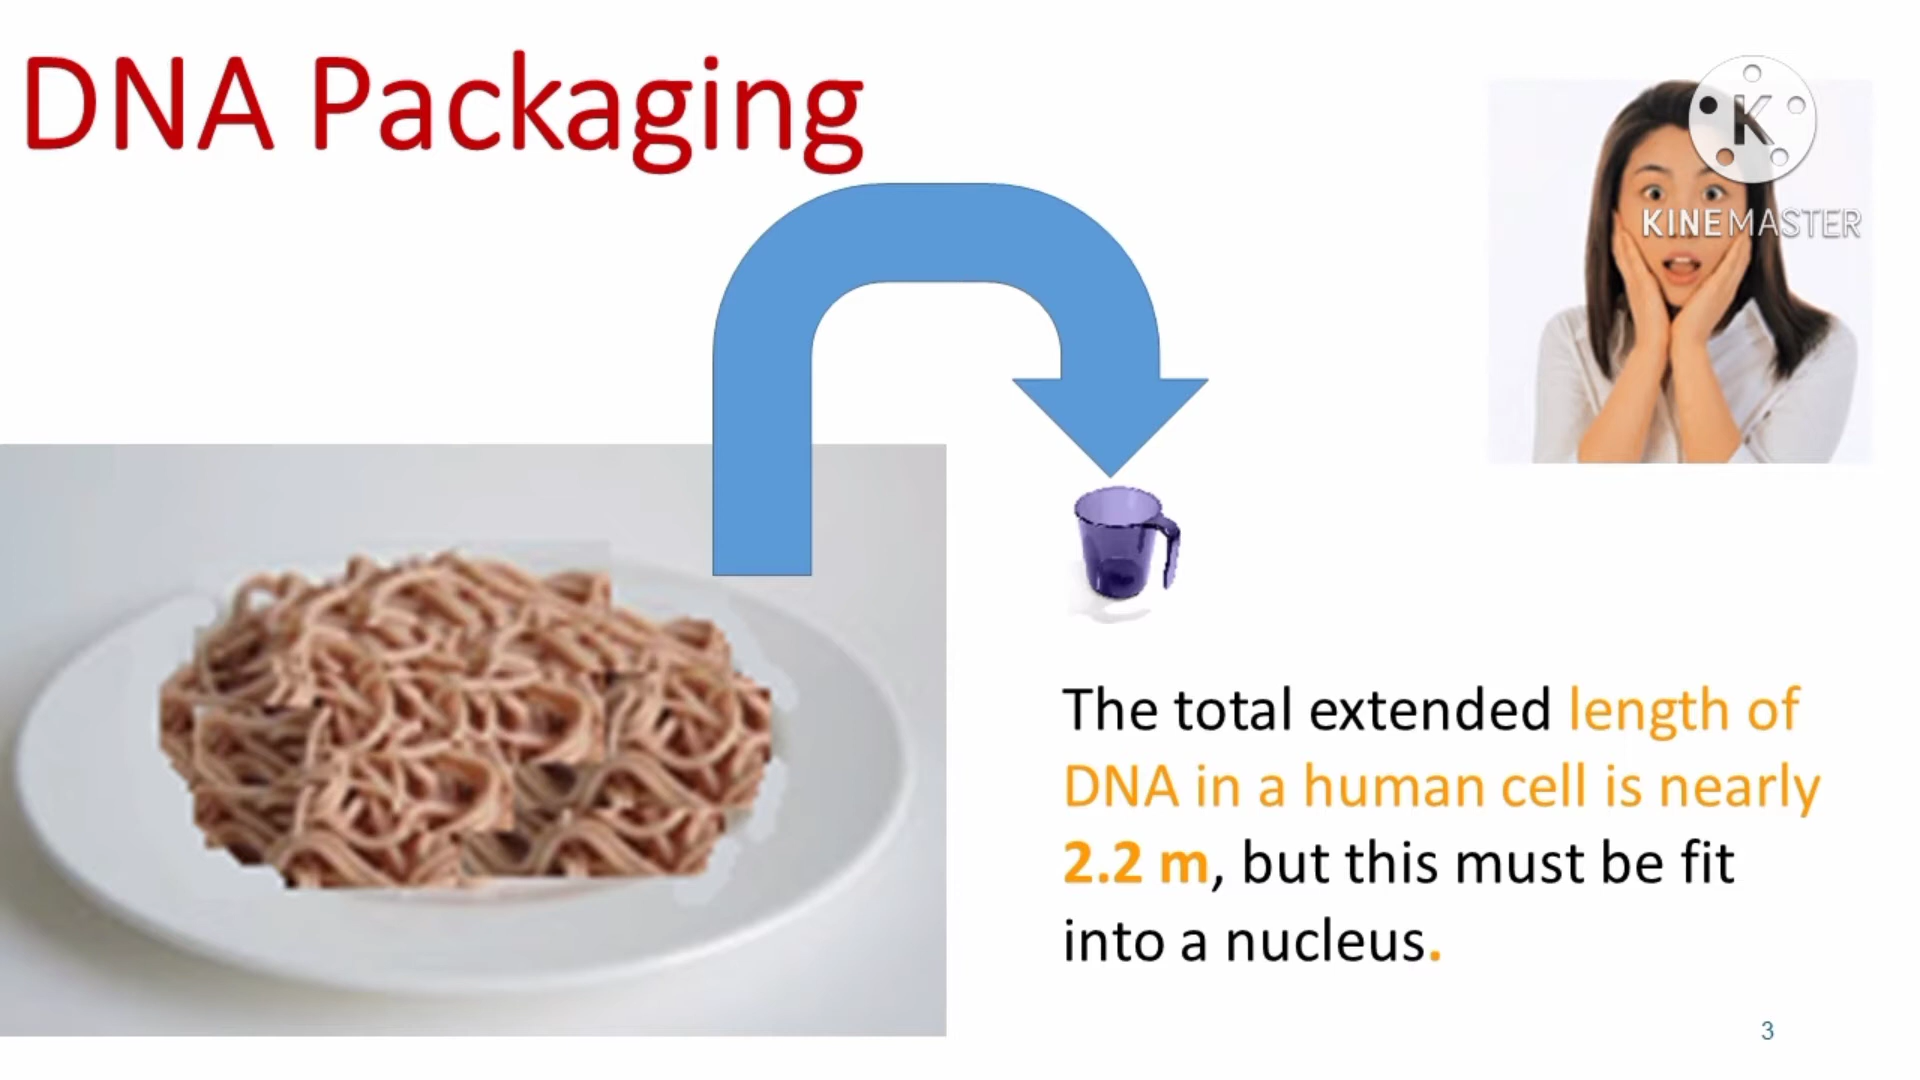 DNA Packaging
K
KINEMASTER
The total extended length of
DNA in a human cell is nearly
2.2 m, but this must be fit
into a nucleus.
3